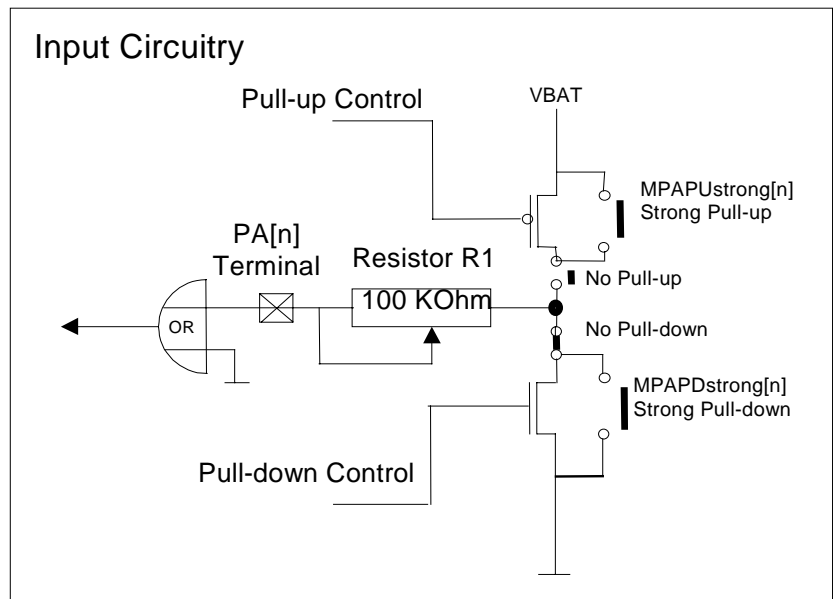 Input Circuitry
Pull-up Control
VBAT
MPAPUstrong[n]
Strong Pull-up
PA[n]
Terminal
Resistor R1
100 KOhm
No Pull-up
OR
No Pull-down
MPAPDstrong[n]
Strong Pull-down
Pull-down Control